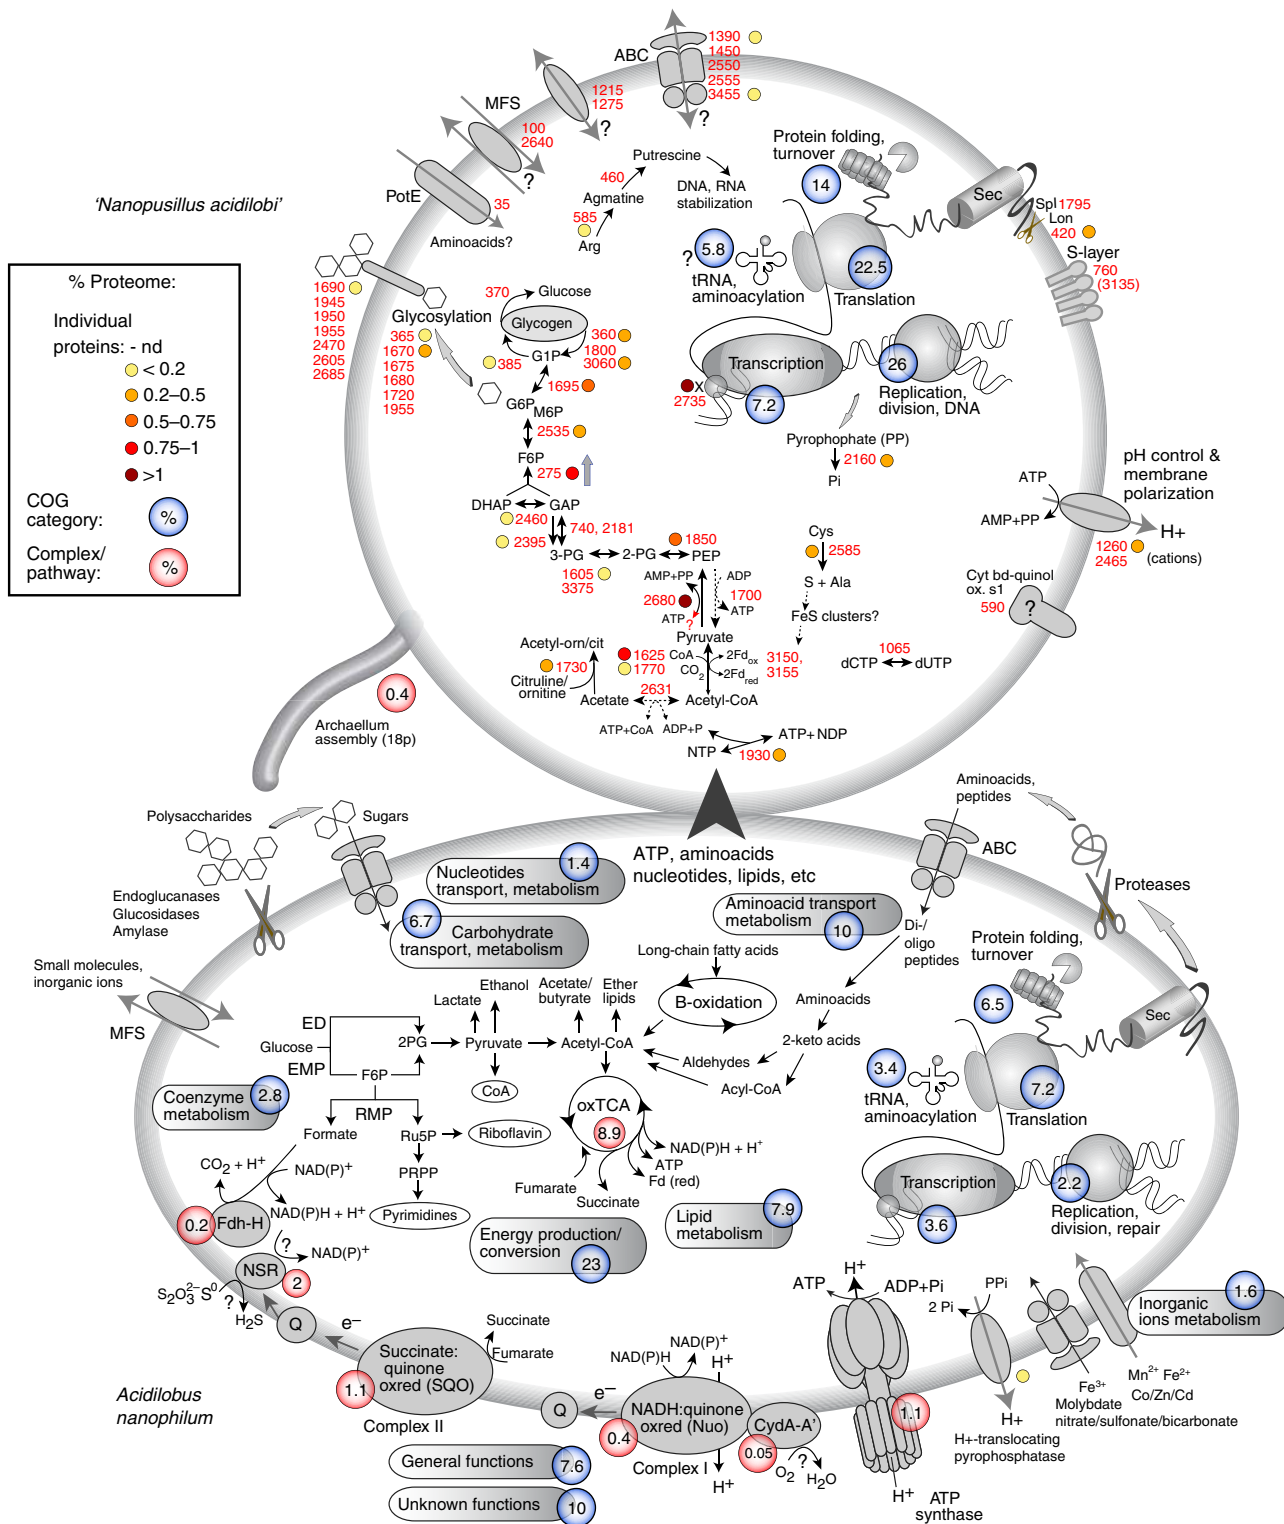 'Nanopusillus acidilobi'
% Proteome:
Individual
proteins: - nd
< 0.2
0.2–0.5
0.5–0.75
0.75–1
>1
COG
category:
%
Complex/
pathway:
%
ABC
1390
1450
2550
2555
3455
?
1215
1275
?
MFS
100
2640
?
PotE
35
Aminoacids?
Putrescine
460
Agmatine
585
Arg
DNA, RNA
stabilization
Protein folding,
turnover
14
Sec
Spl 1795
Lon
420
S-layer
760
(3135)
5.8
?
tRNA,
aminoacylation
22.5
Translation
1690
1945
1950
1955
2470
2605
2685
Glycosylation
365
1670
1675
1680
1720
1955
370
Glucose
Glycogen
360
1800
3060
385
G1P
1695
G6P
M6P
2535
F6P
275
DHAP
GAP
2460
740, 2181
2395
3-PG
2-PG
1850
PEP
1605
3375
Transcription
X
2735
7.2
26
Replication,
division, DNA
Pyrophophate (PP)
2160
Pi
pH control &
membrane
polarization
ATP
AMP+PP
H+
1260
2465
(cations)
Cyt bd-quinol
ox. s1
590
?
Cys
2585
S + Ala
FeS clusters?
3150,
3155
AMP+PP
ADP
2680
1700
ATP
?
ATP
Pyruvate
CoA
2Fdox
CO2
2Fdred
Acetyl-orn/cit
1625
1770
1730
Citruline/
ornitine
2631
Acetate
Acetyl-CoA
ATP+CoA
ADP+P
1065
dCTP
dUTP
ATP+ NDP
NTP
1930
0.4
Archaellum
assembly (18p)
Polysaccharides
Sugars
Endoglucanases
Glucosidases
Amylase
Small molecules,
inorganic ions
MFS
ATP, aminoacids
nucleotides, lipids, etc
Aminoacids,
peptides
ABC
Proteases
Nucleotides
transport, metabolism
1.4
6.7
Carbohydrate
transport, metabolism
Aminoacid transport
metabolism
10
Di-/
oligo
peptides
Long-chain fatty acids
B-oxidation
Aminoacids
2-keto acids
Aldehydes
Acyl-CoA
Protein folding,
turnover
6.5
Sec
3.4
tRNA,
aminoacylation
7.2
Translation
Transcription
3.6
2.2
Replication,
division, repair
Ethanol
Lactate
Acetate/
butyrate
Ether
lipids
ED
Glucose
EMP
2PG
Pyruvate
Acetyl-CoA
F6P
CoA
RMP
Coenzyme
metabolism
2.8
Formate
Ru5P
Riboflavin
PRPP
Pyrimidines
oxTCA
8.9
NAD(P)H + H+
ATP
Fd (red)
Fumarate
Succinate
CO2 + H+
NAD(P)+
0.2
Fdh-H
NAD(P)H + H+
?
NAD(P)+
NSR
2
S2O32– S0
?
H2S
Q
e–
Energy production/
conversion
23
Lipid
metabolism
7.9
Succinate:
quinone
oxred (SQO)
1.1
Complex II
Succinate
Fumarate
Q
e–
NAD(P)H
NAD(P)+
H+
NADH:quinone
oxred (Nuo)
0.4
Complex I
H+
CydA-A'
0.05
O2
?
H2O
H+
ATP
ADP+Pi
1.1
H+
ATP
synthase
PPi
2 Pi
H+
H+-translocating
pyrophosphatase
Fe3+
Molybdate
nitrate/sulfonate/bicarbonate
Mn2+ Fe2+
Co/Zn/Cd
Inorganic
ions metabolism
1.6
Acidilobus
nanophilum
General functions
7.6
Unknown functions
10